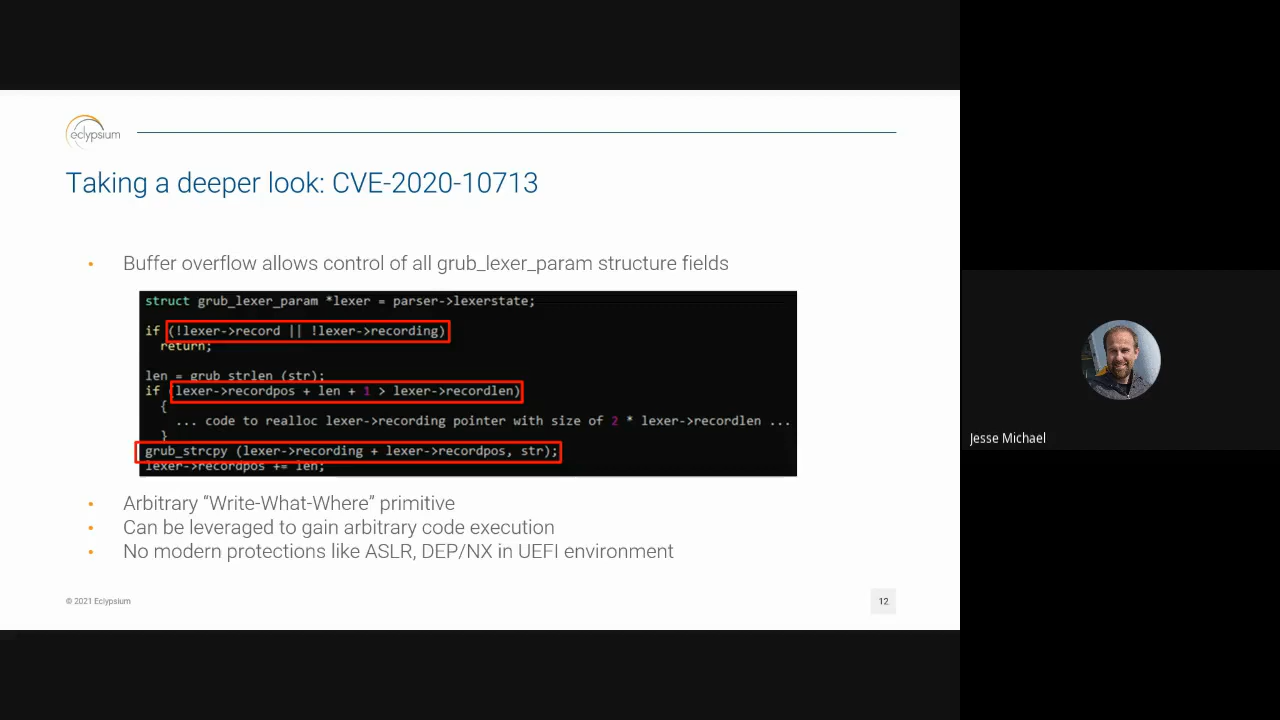 eclypsium
Taking a deeper look: CVE-2020-10713
• Buffer overflow allows control of all grub_lexer_param structure fields
struct grub_lexer_param *lexer = parser->lexerstate;
if (!lexer->record || !lexer->recording)
return;
len = grub_strlen (str);
if (lexer->recordpos + len + 1 > lexer->recordlen)
{
... code to realloc lexer->recording pointer with size of 2 * lexer->recordlen ...
}
grub_strcpy (lexer->recording + lexer->recordpos, str);
lexer->recordpos += len;
• Arbitrary “Write-What-Where” primitive
• Can be leveraged to gain arbitrary code execution
• No modern protections like ASLR, DEP/NX in UEFI environment
© 2021 Eclypsium
12
Jesse Michael